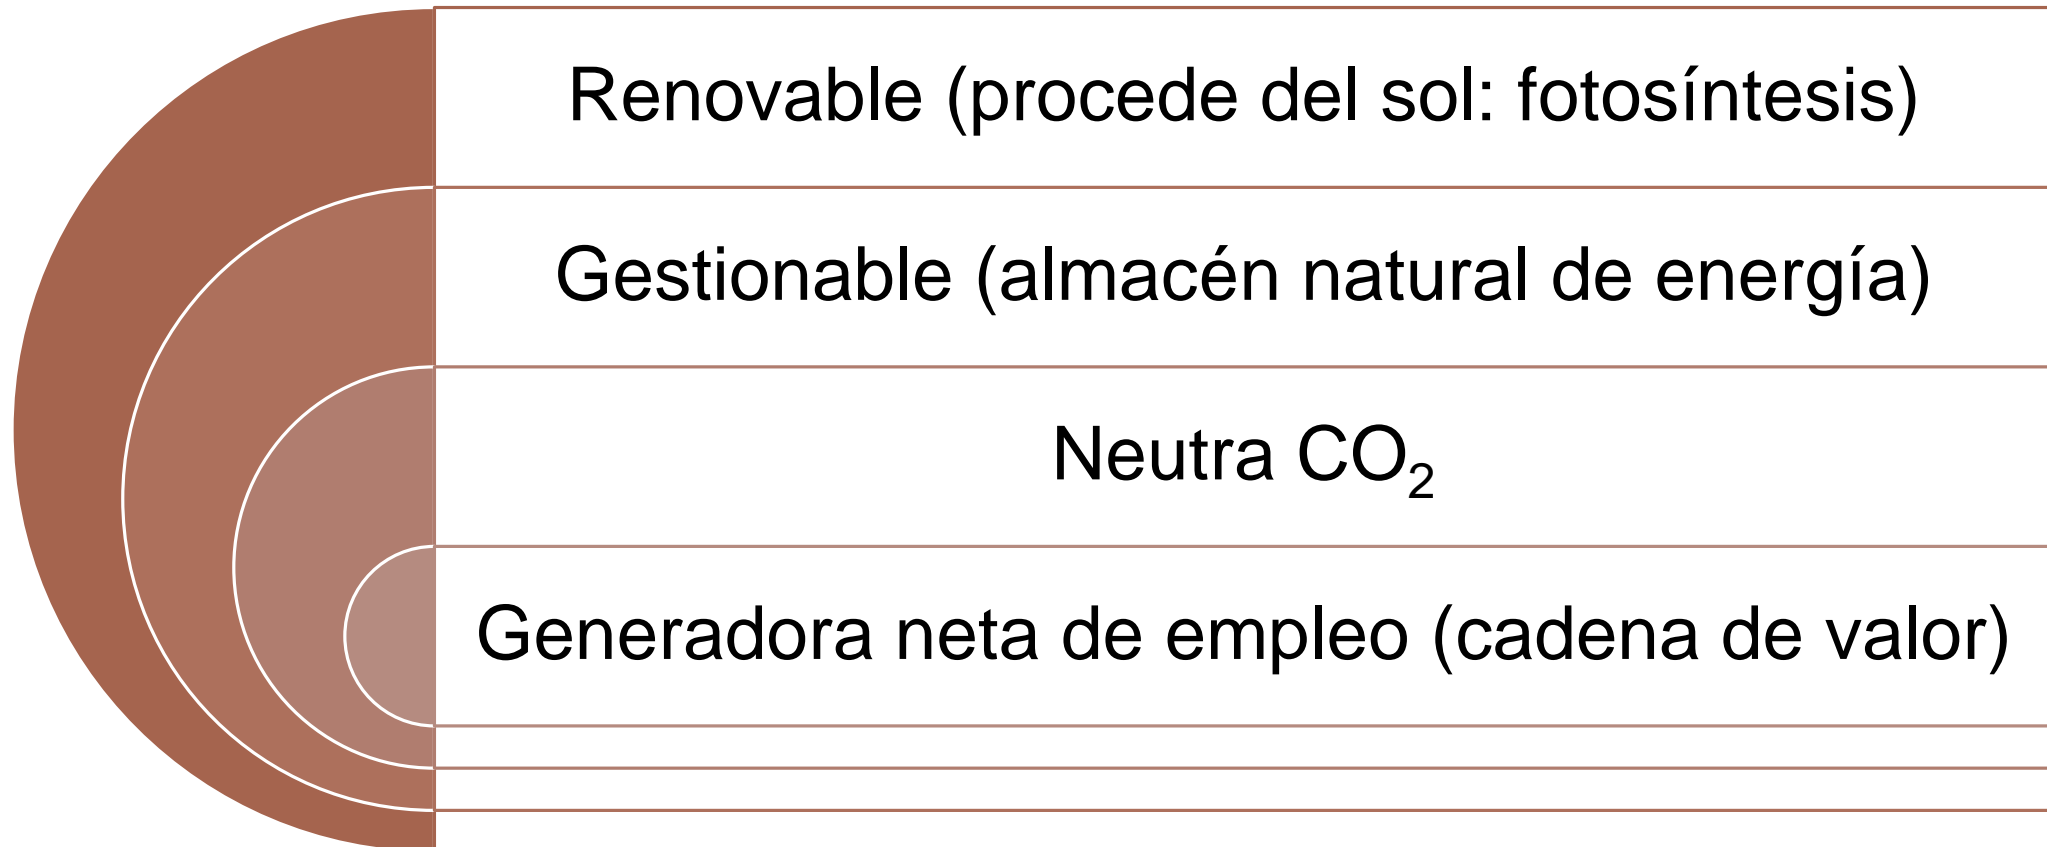 Renovable (procede del sol: fotosíntesis)
Gestionable (almacén natural de energía)
Neutra CO₂
Generadora neta de empleo (cadena de valor)